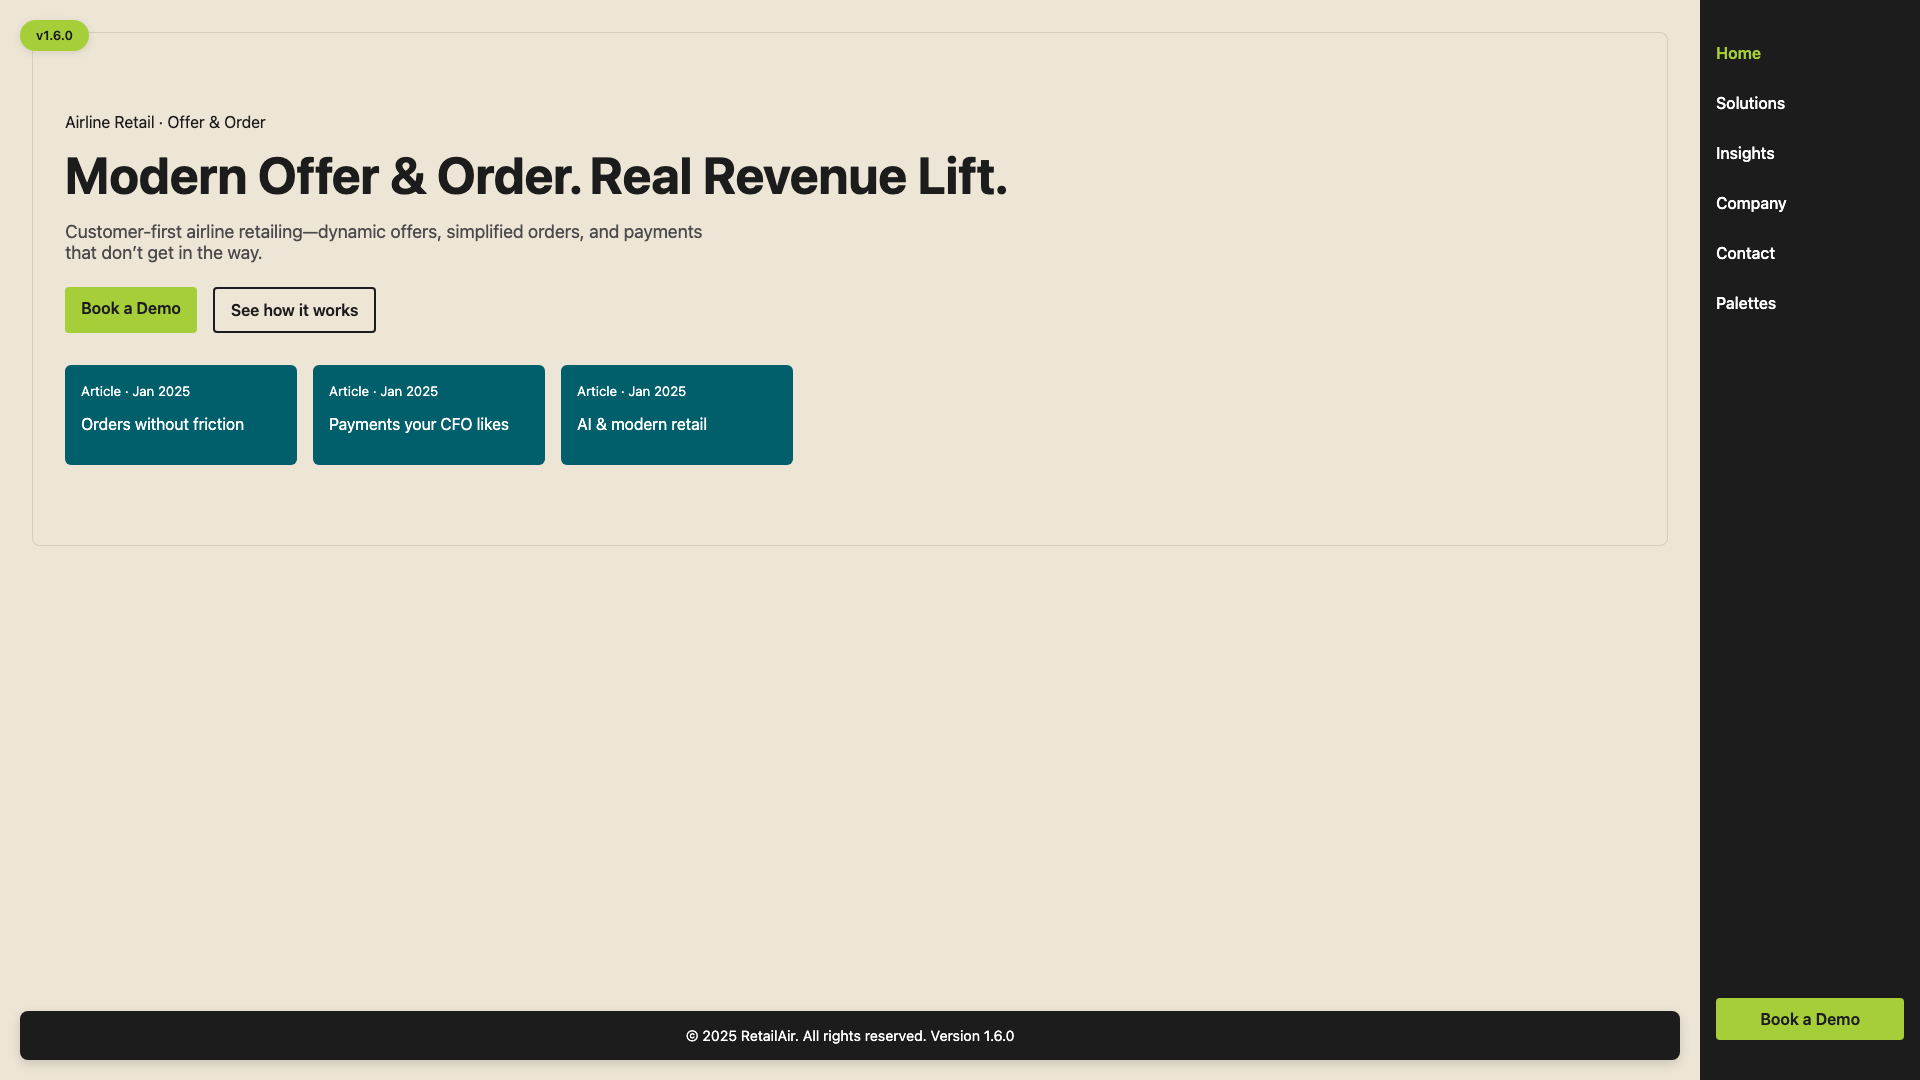 v1.6.0
Airline Retail · Offer & Order
Modern Offer & Order. Real Revenue Lift.
Customer-first airline retailing—dynamic offers, simplified orders, and payments
that don’t get in the way.
Book a Demo
See how it works
Article · Jan 2025
Orders without friction
Article · Jan 2025
Payments your CFO likes
Article · Jan 2025
AI & modern retail
© 2025 RetailAir. All rights reserved. Version 1.6.0
Home
Solutions
Insights
Company
Contact
Palettes
Book a Demo